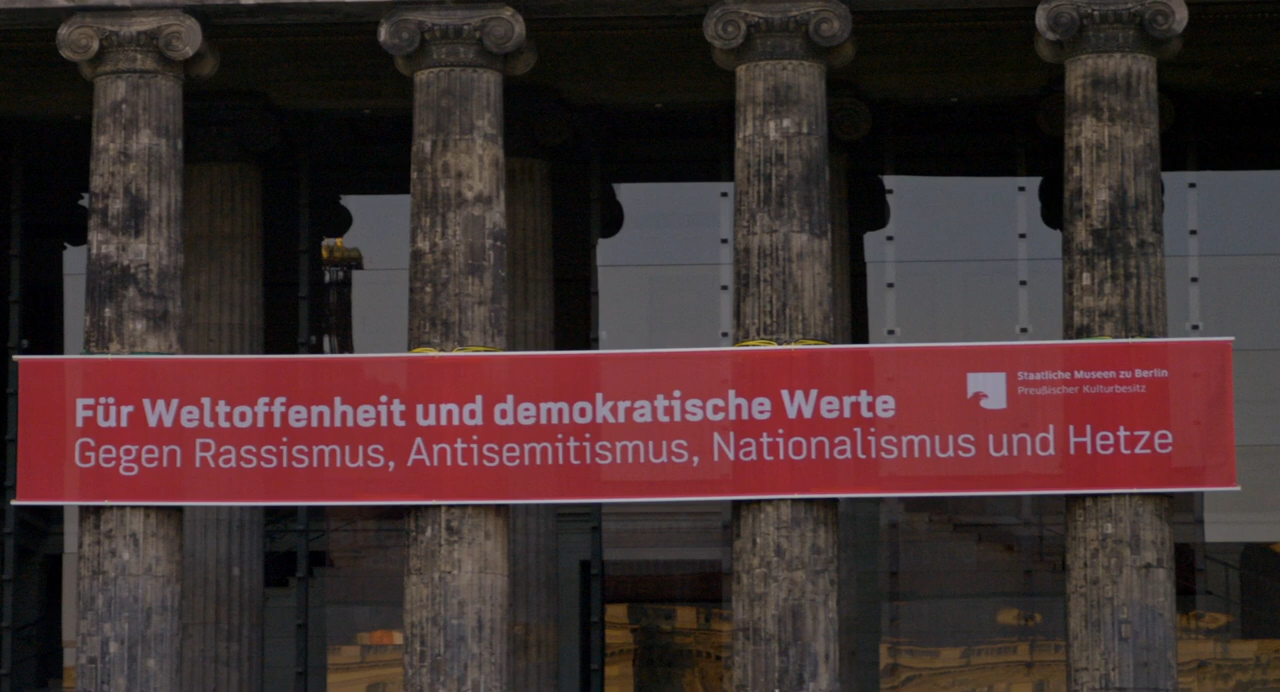 Für Weltoffenheit und demokratische Werte
Gegen Rassismus, Antisemitismus, Nationalismus und Hetze
Staatliche Museen zu Berlin
Preußischer Kulturbesitz